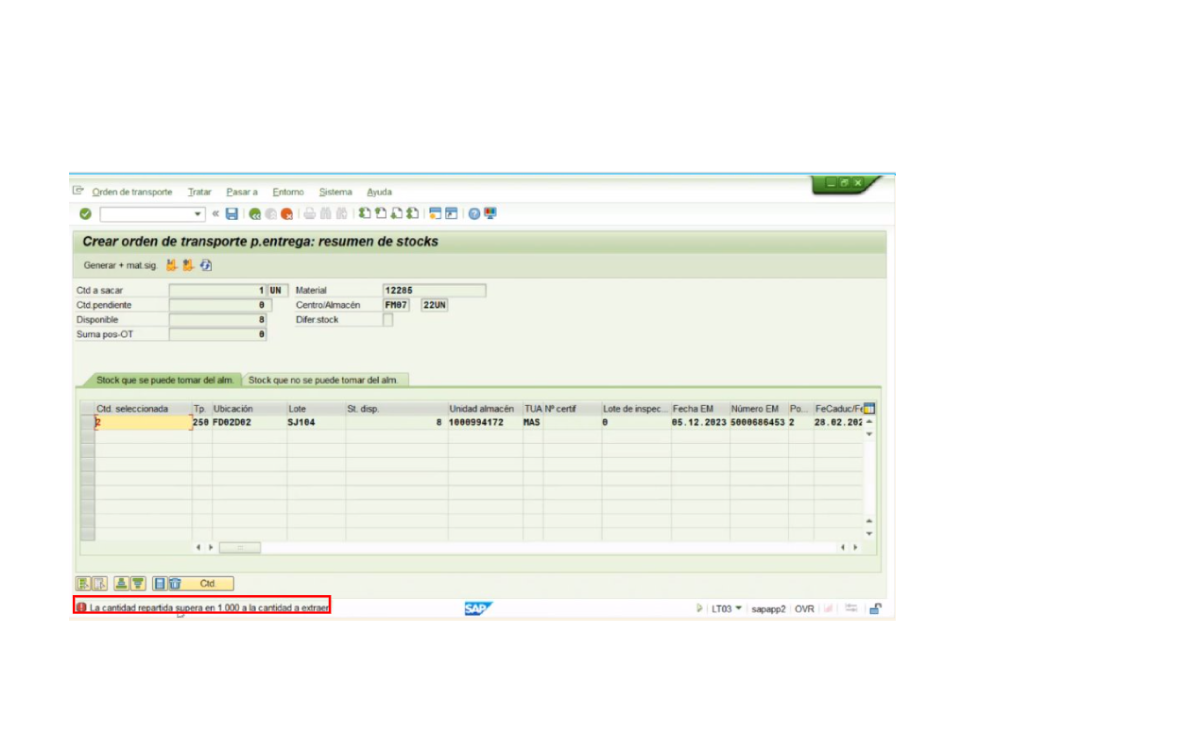 Orden de transporte Tratar Pasar a Entorno Sistema Ayuda
Crear orden de transporte p.entrega: resumen de stocks
Generar + mat.sig.
Ctd a sacar 1 UN Material 12285
Ctd.pendiente 0 Centro/Almacén FM07 22UN
Disponible 8 Difer.stock
Suma pos-OT 0
Stock que se puede tomar del alm. Stock que no se puede tomar del alm.
Ctd. seleccionada Tp. Ubicación Lote St. disp. Unidad almacén TUA Nº certif Lote de inspec... Fecha EM Número EM Po... FeCaduc/Fe
2 250 FD02D02 SJ104 8 1000994172 MAS 0 05.12.2023 5000686453 2 28.02.202
Ctd.
La cantidad repartida supera en 1.000 a la cantidad a extraer
SAP
LT03 sapapp2 OVR